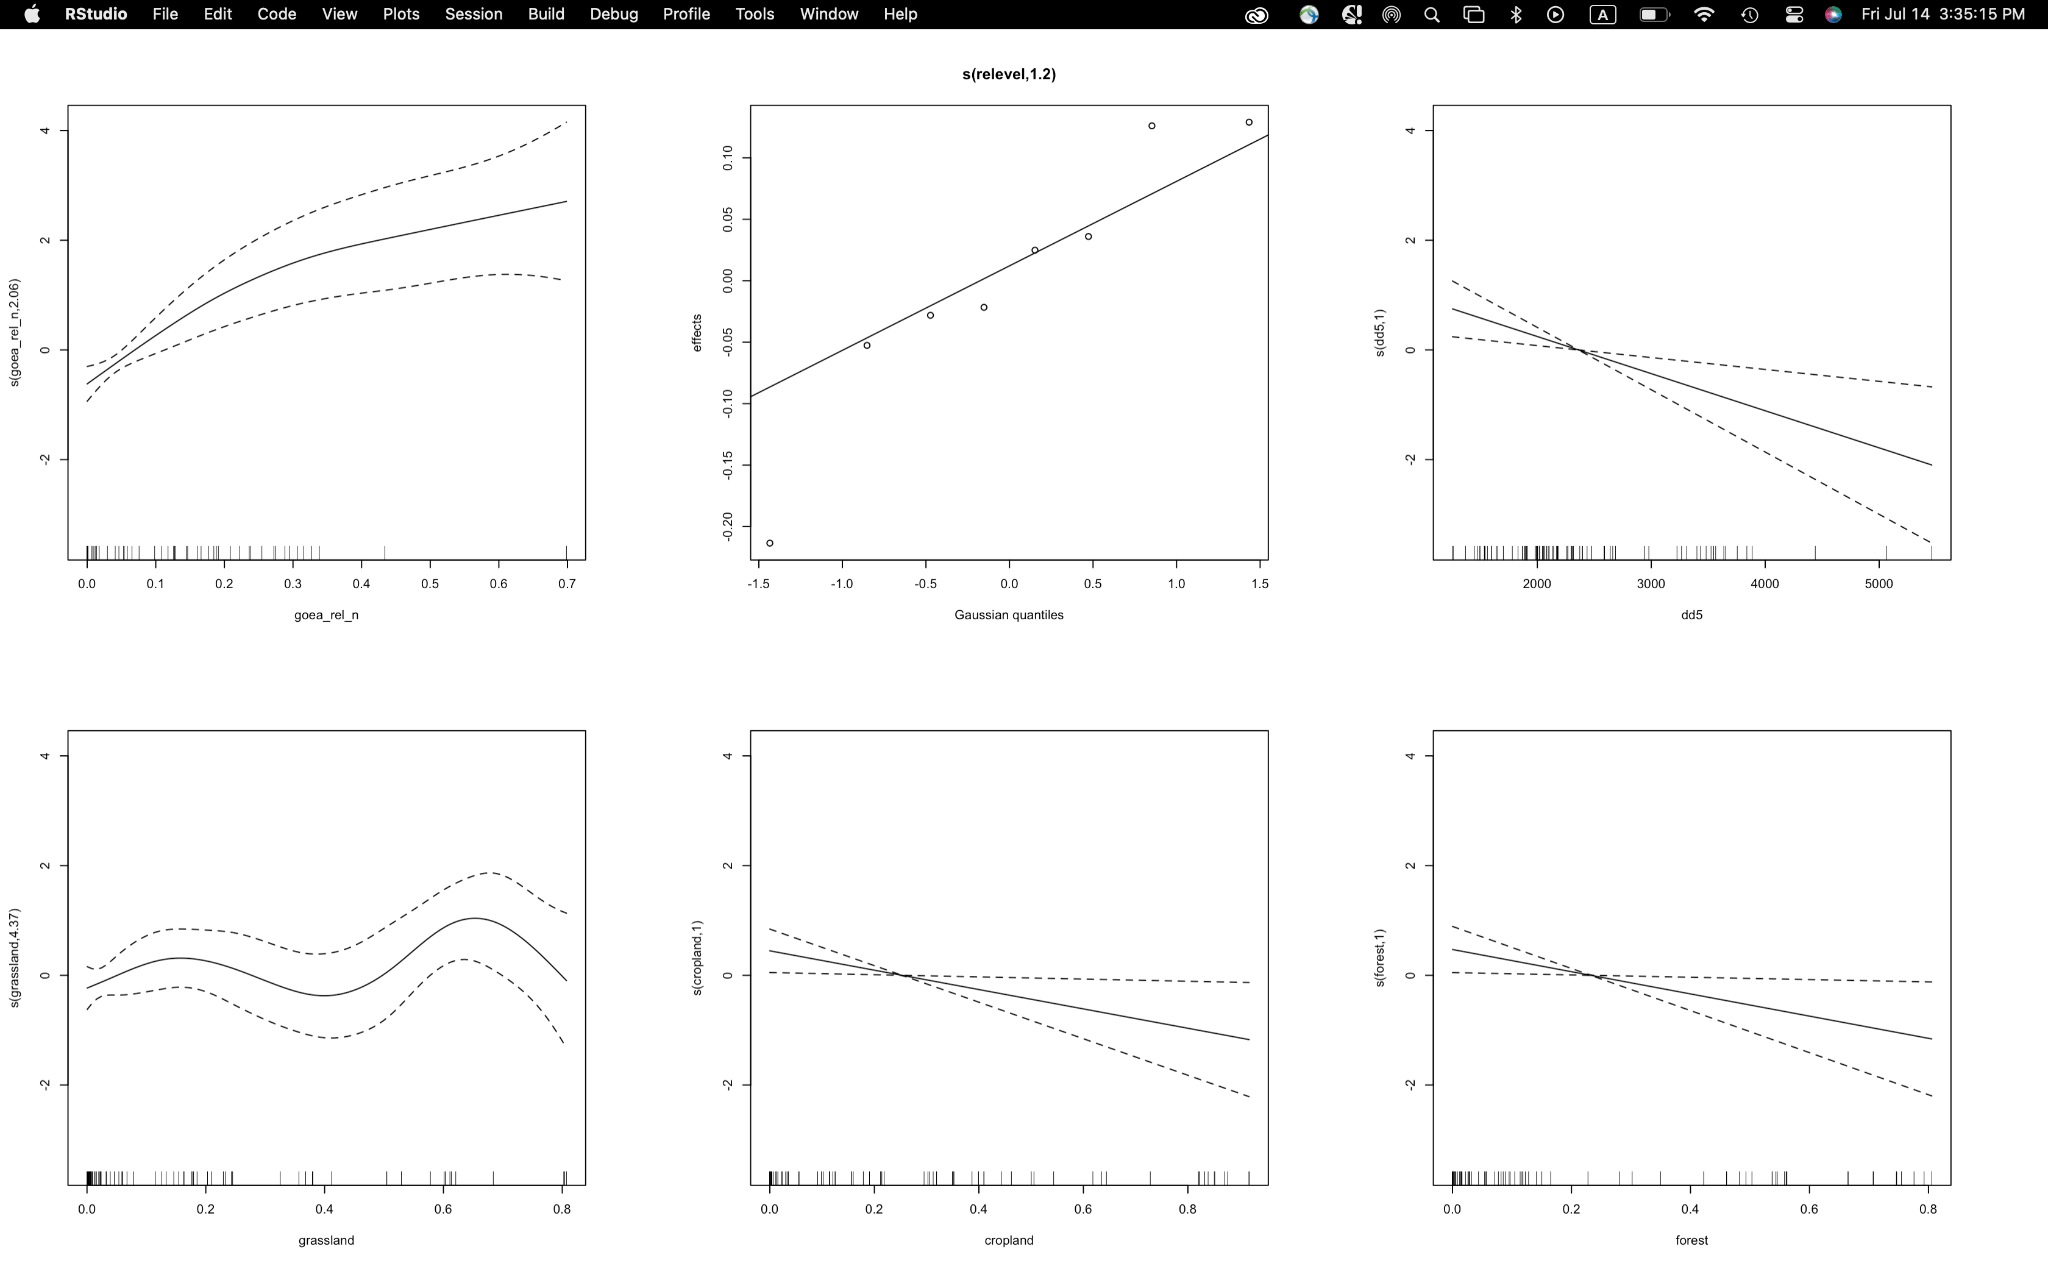 RStudio File Edit Code View Plots Session Build Debug Profile Tools Window Help A Fri Jul 14 3:35:15 PM
s(goea_rel_n,2.06)
4
2
0
-2
0.0 0.1 0.2 0.3 0.4 0.5 0.6 0.7
goea_rel_n
s(relevel,1.2)
effects
0.10
0.05
0.00
-0.05
-0.10
-0.15
-0.20
-1.5 -1.0 -0.5 0.0 0.5 1.0 1.5
Gaussian quantiles
s(dd5,1)
4
2
0
-2
2000 3000 4000 5000
dd5
s(grassland,4.37)
4
2
0
-2
0.0 0.2 0.4 0.6 0.8
grassland
s(cropland,1)
4
2
0
-2
0.0 0.2 0.4 0.6 0.8
cropland
s(forest,1)
4
2
0
-2
0.0 0.2 0.4 0.6 0.8
forest